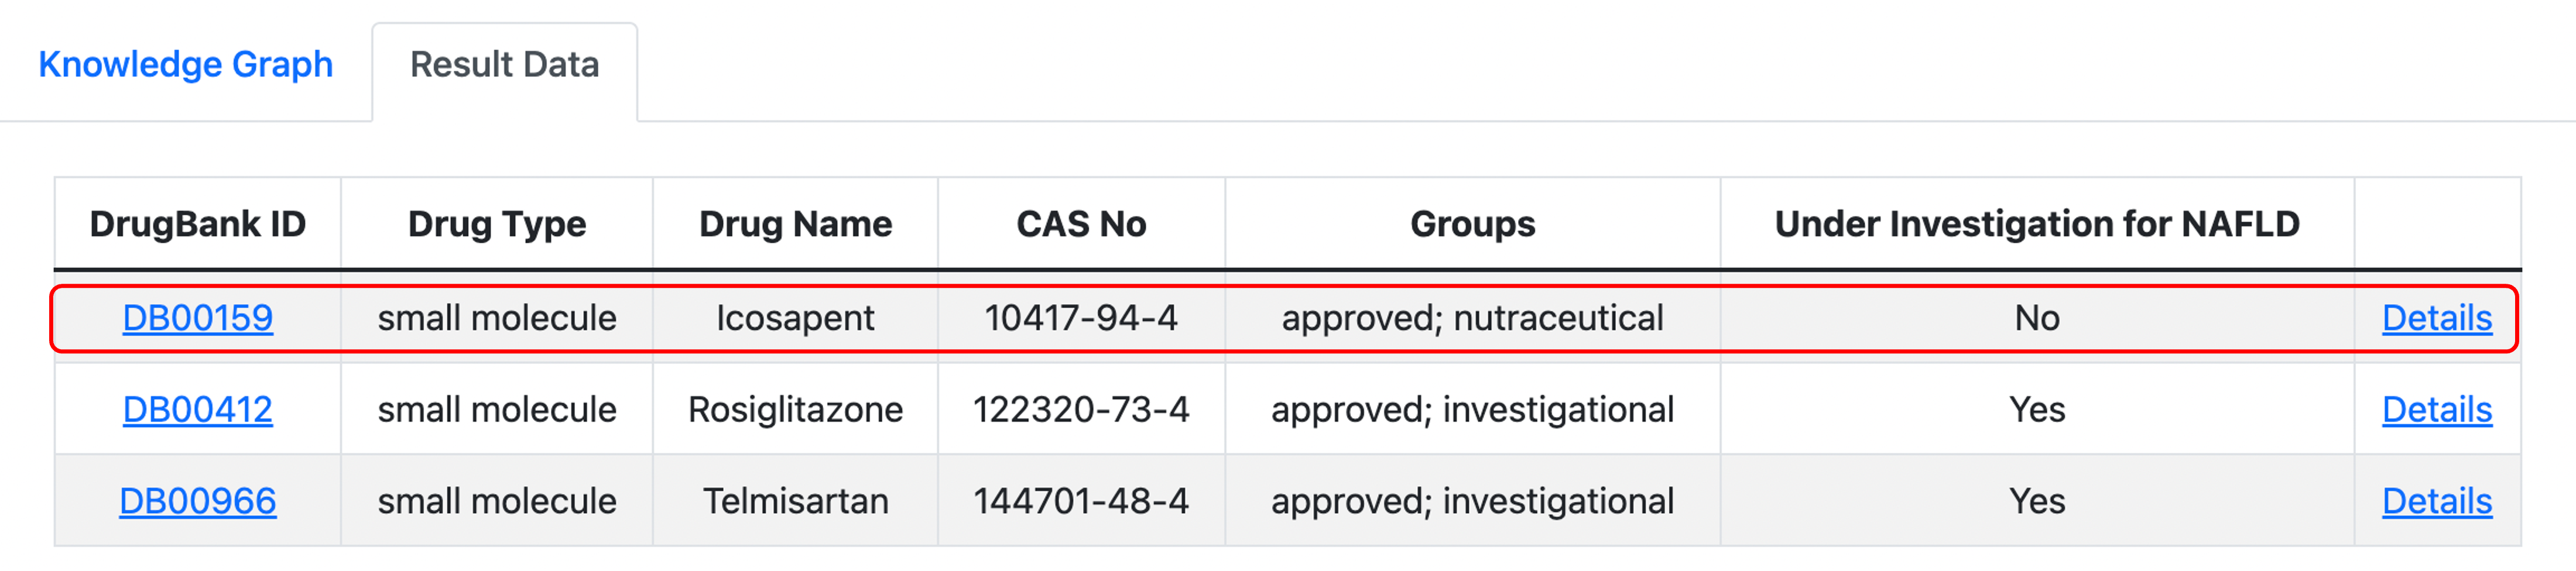 Knowledge Graph Result Data
DrugBank ID Drug Type Drug Name CAS No Groups Under Investigation for NAFLD
DB00159 small molecule Icosapent 10417-94-4 approved; nutraceutical No Details
DB00412 small molecule Rosiglitazone 122320-73-4 approved; investigational Yes Details
DB00966 small molecule Telmisartan 144701-48-4 approved; investigational Yes Details